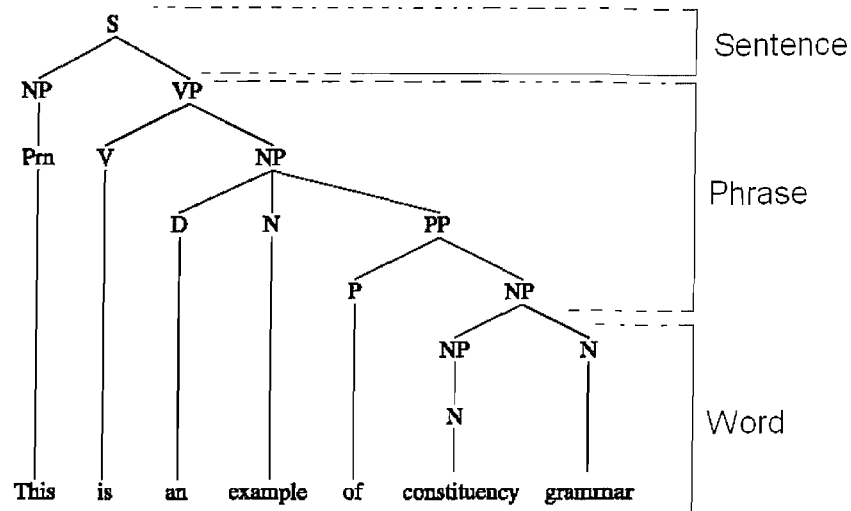 S
Sentence
NP VP
Prn V NP
Phrase
D N PP
P NP
NP N
N
Word
This is an example of constituency grammar